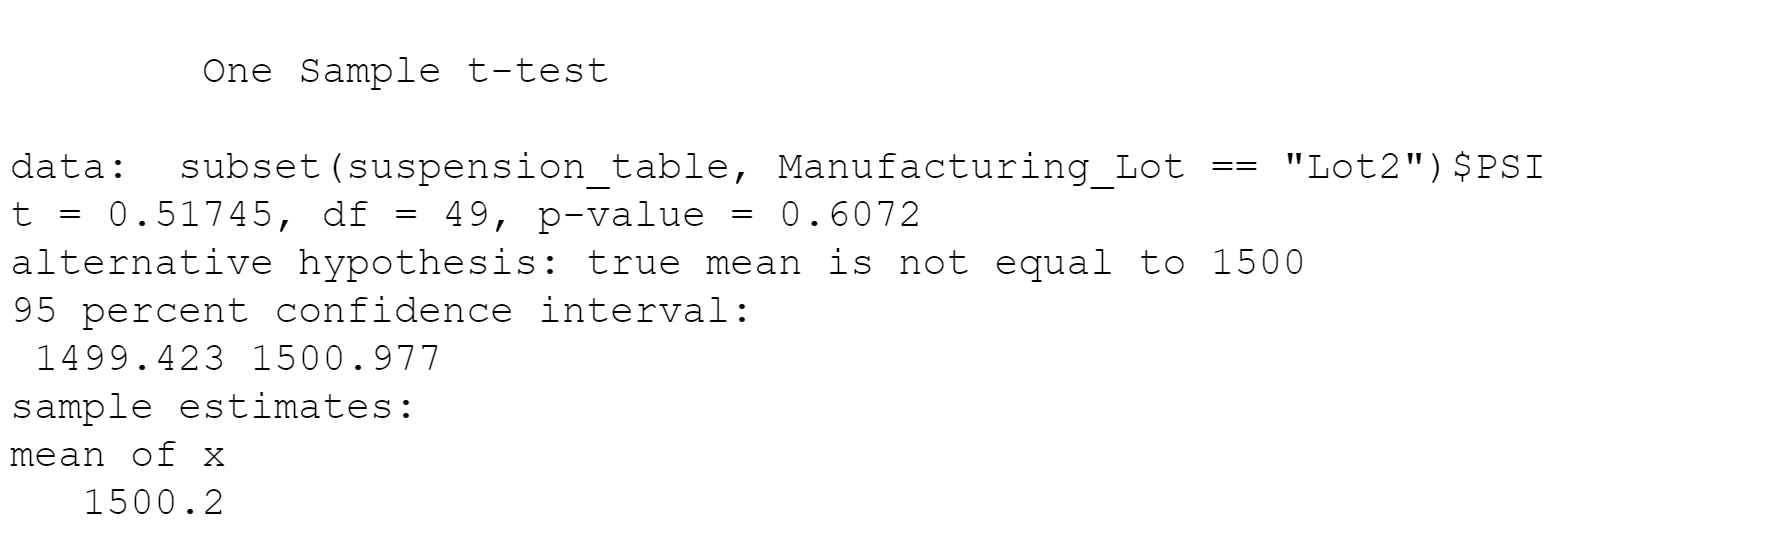 One Sample t-test
data:  subset(suspension_table, Manufacturing_Lot == "Lot2")$PSI
t = 0.51745, df = 49, p-value = 0.6072
alternative hypothesis: true mean is not equal to 1500
95 percent confidence interval:
1499.423 1500.977
sample estimates:
mean of x
1500.2